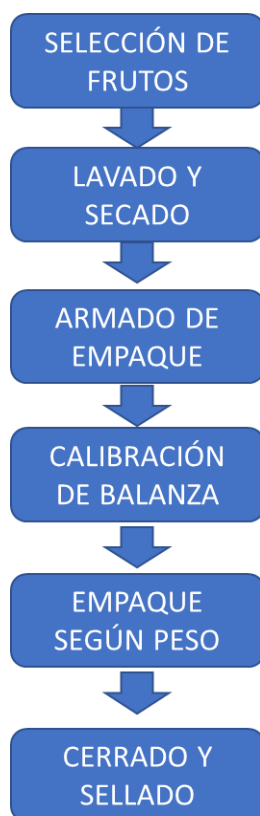 SELECCIÓN DE
FRUTOS
LAVADO Y
SECADO
ARMADO DE
EMPAQUE
CALIBRACIÓN
DE BALANZA
EMPAQUE
SEGÚN PESO
CERRADO Y
SELLADO